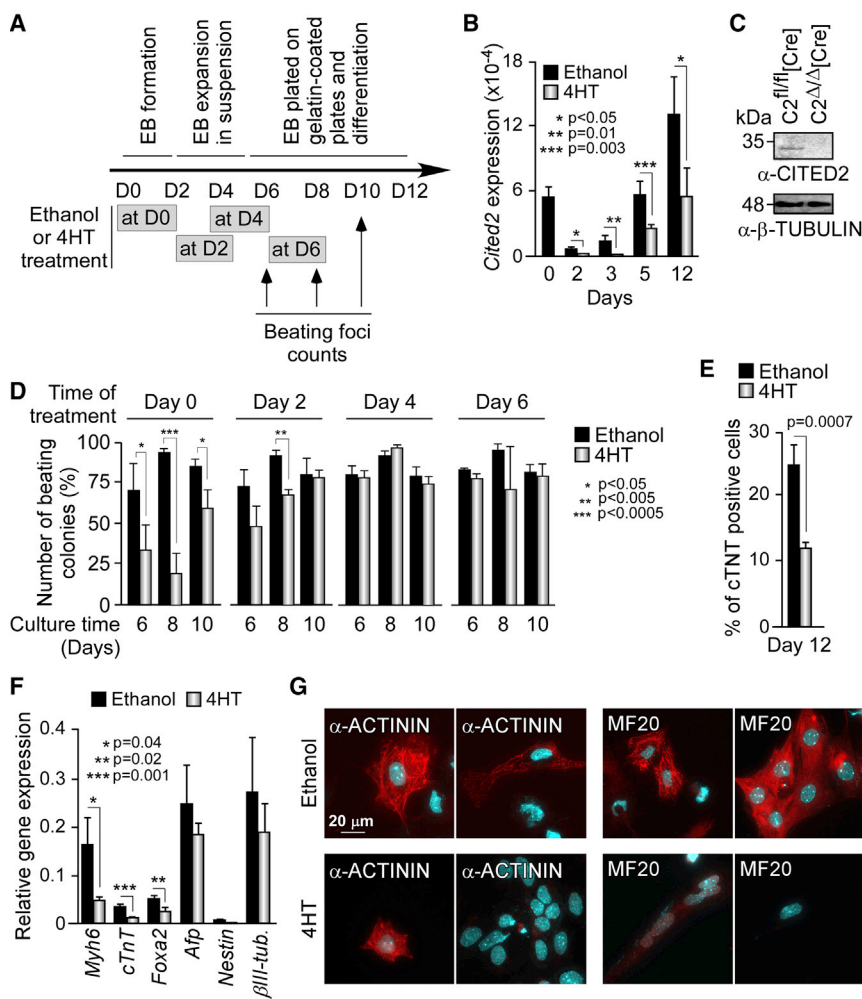 A
EB formation
EB expansion
in suspension
EB plated on
gelatin-coated
plates and
differentiation
D0 D2 D4 D6 D8 D10 D12
Ethanol
or 4HT
treatment
at D0
at D4
at D2
at D6
Beating foci
counts
B
Cited2 expression (x10-4)
18
12
6
0
Ethanol
4HT
* p<0.05
** p=0.01
*** p=0.003
*
**
***
*
0 2 3 5 12
Days
C
C2fl/fl[Cre]
C2Δ/Δ[Cre]
kDa
35
α-CITED2
48
α-β-TUBULIN
D
Time of
treatment
Day 0
Day 2
Day 4
Day 6
Number of beating
colonies (%)
100
75
50
25
0
* *** *
**
Ethanol
4HT
* p<0.05
** p<0.005
*** p<0.0005
Culture time
(Days)
6 8 10 6 8 10 6 8 10 6 8 10
E
Ethanol
4HT
p=0.0007
% of cTNT positive cells
30
20
10
0
Day 12
F
Ethanol
4HT
Relative gene expression
0.4
0.3
0.2
0.1
0
* p=0.04
** p=0.02
*** p=0.001
*
*** **
Myh6
cTnT
Foxa2
Afp
Nestin
βIII-tub.
G
Ethanol
α-ACTININ
α-ACTININ
MF20
MF20
20 μm
4HT
α-ACTININ
α-ACTININ
MF20
MF20